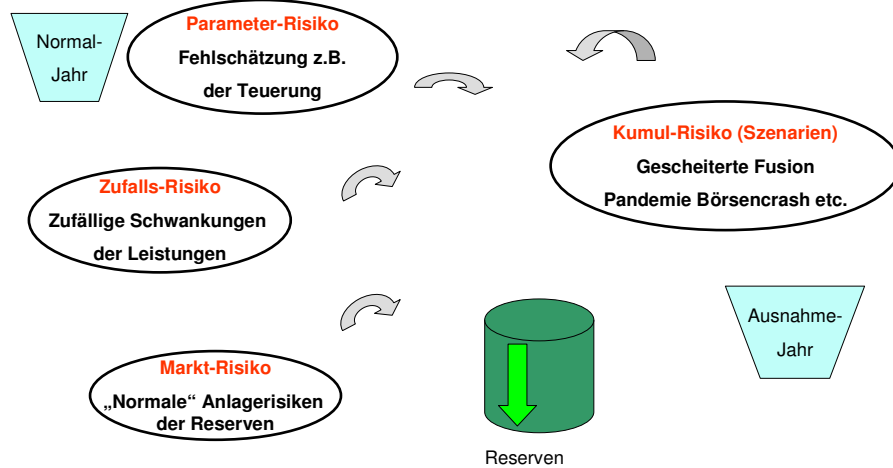 Normal-
Jahr
Parameter-Risiko
Fehlschätzung z.B.
der Teuerung
Kumul-Risiko (Szenarien)
Gescheiterte Fusion
Pandemie Börsencrash etc.
Zufalls-Risiko
Zufällige Schwankungen
der Leistungen
Ausnahme-
Jahr
Markt-Risiko
„Normale“ Anlagerisiken
der Reserven
Reserven